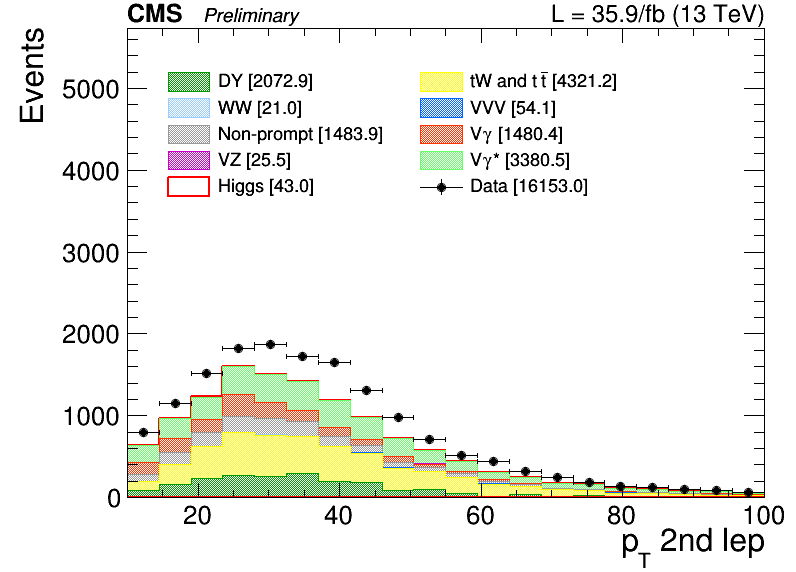 CMS Preliminary L = 35.9/fb (13 TeV)
Events
DY [2072.9] tW and t t̄ [4321.2]
WW [21.0] VVV [54.1]
Non-prompt [1483.9] Vγ [1480.4]
VZ [25.5] Vγ* [3380.5]
Higgs [43.0] Data [16153.0]
5000
4000
3000
2000
1000
0
20 40 60 80 100
p_T 2nd lep